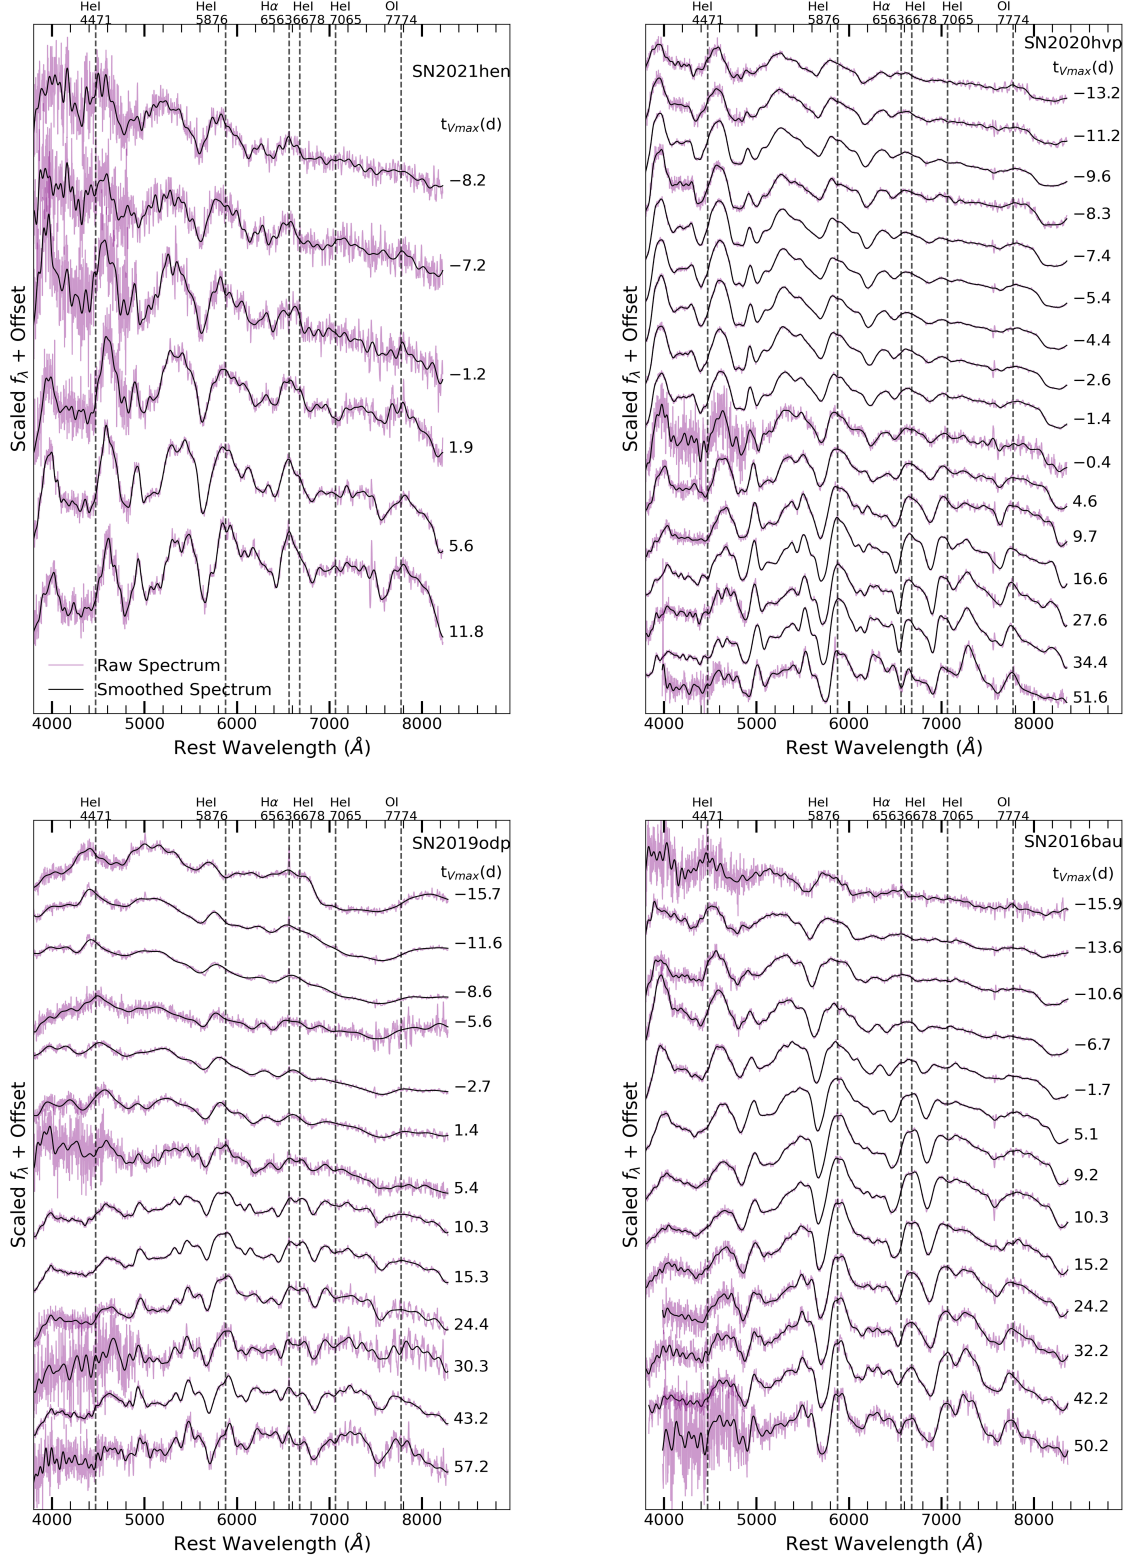 HeI HeI Hα HeI HeI OI
4471 5876 6563 6678 7065 7774
SN2021hen
tVmax(d)
−8.2
−7.2
−1.2
1.9
5.6
11.8
Raw Spectrum
Smoothed Spectrum
Scaled fλ + Offset
4000 5000 6000 7000 8000
Rest Wavelength (Å)
HeI HeI Hα HeI HeI OI
4471 5876 6563 6678 7065 7774
SN2020hvp
tVmax(d)
−13.2
−11.2
−9.6
−8.3
−7.4
−5.4
−4.4
−2.6
−1.4
−0.4
4.6
9.7
16.6
27.6
34.4
51.6
Scaled fλ + Offset
4000 5000 6000 7000 8000
Rest Wavelength (Å)
HeI HeI Hα HeI HeI OI
4471 5876 6563 6678 7065 7774
SN2019odp
tVmax(d)
−15.7
−11.6
−8.6
−5.6
−2.7
1.4
5.4
10.3
15.3
24.4
30.3
43.2
57.2
Scaled fλ + Offset
4000 5000 6000 7000 8000
Rest Wavelength (Å)
HeI HeI Hα HeI HeI OI
4471 5876 6563 6678 7065 7774
SN2016bau
tVmax(d)
−15.9
−13.6
−10.6
−6.7
−1.7
5.1
9.2
10.3
15.2
24.2
32.2
42.2
50.2
Scaled fλ + Offset
4000 5000 6000 7000 8000
Rest Wavelength (Å)